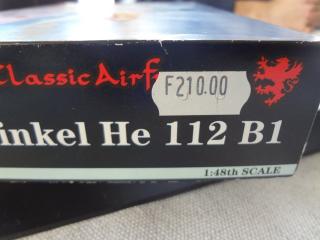 Classic Airf
F210.00
inkel He 112 B1
1:48th SCALE